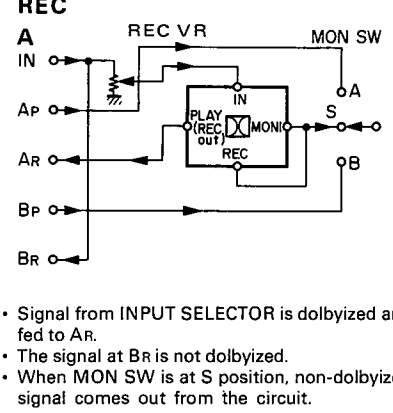 REC
A
REC VR
MON SW
IN
A
IN
S
AP
PLAY
(REC
out)
MONI
REC
AR
B
BP
BR
• Signal from INPUT SELECTOR is dolbyized
fed to AR.
• The signal at BR is not dolbyized.
• When MON SW is at S position, non-dolbyiz
signal comes out from the circuit.